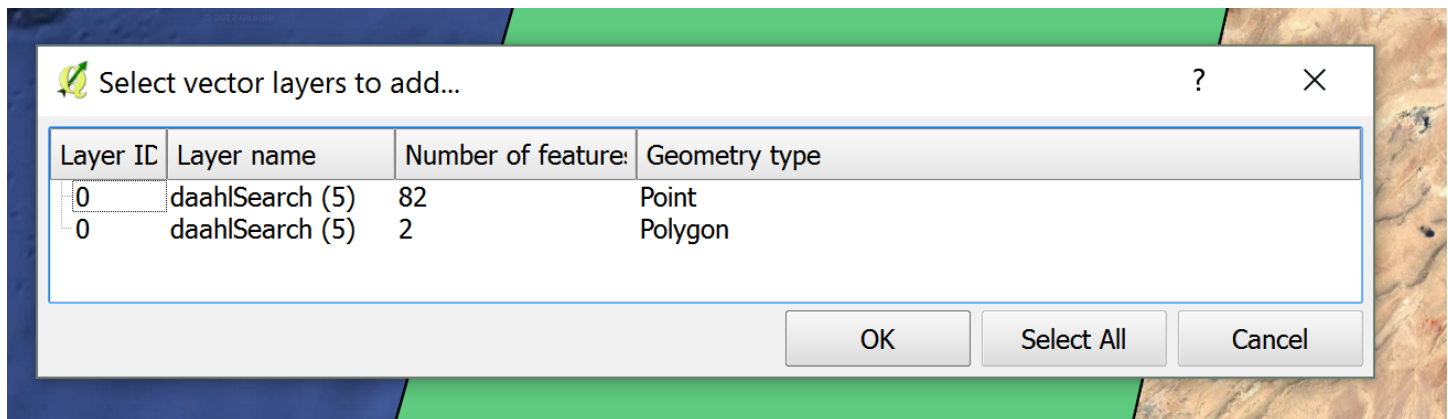 Select vector layers to add... ?
Layer ID Layer name Number of features Geometry type
0 daahlSearch (5) 82 Point
0 daahlSearch (5) 2 Polygon
OK Select All Cancel